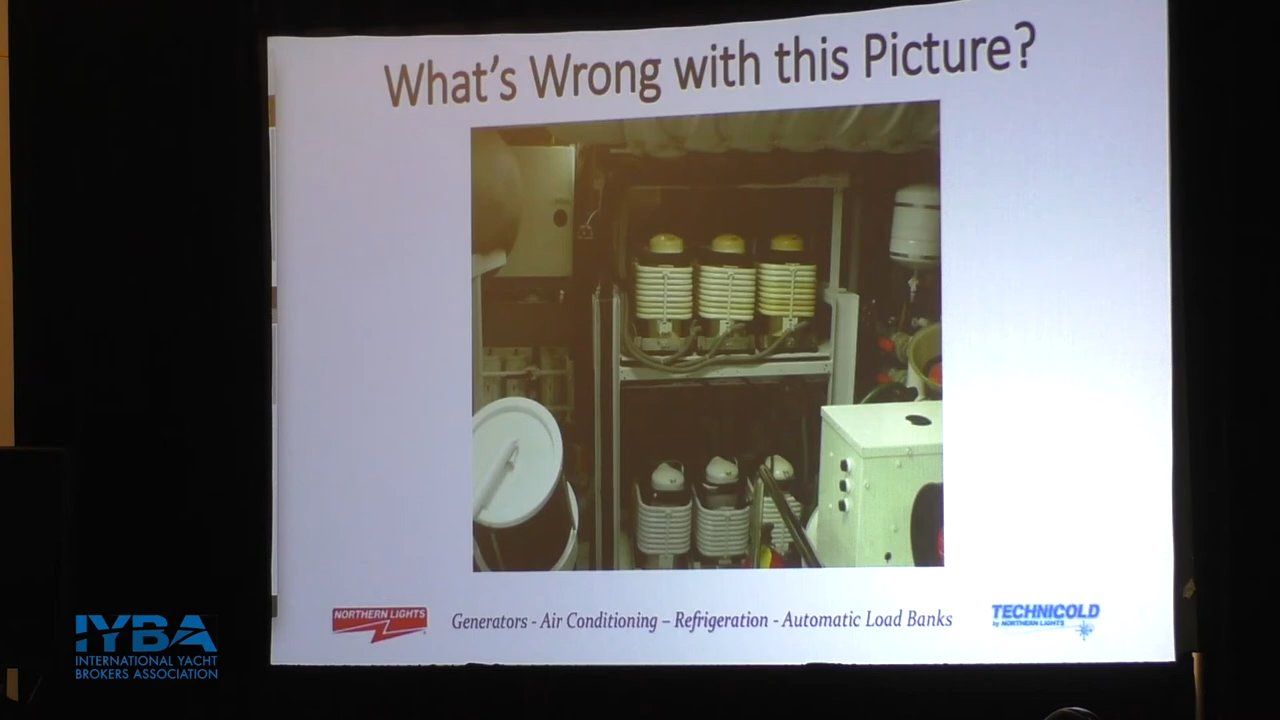 What's Wrong with this Picture?
NORTHERN LIGHTS
Generators - Air Conditioning – Refrigeration - Automatic Load Banks
TECHNICOLD
by NORTHERN LIGHTS
IYBA
INTERNATIONAL YACHT
BROKERS ASSOCIATION